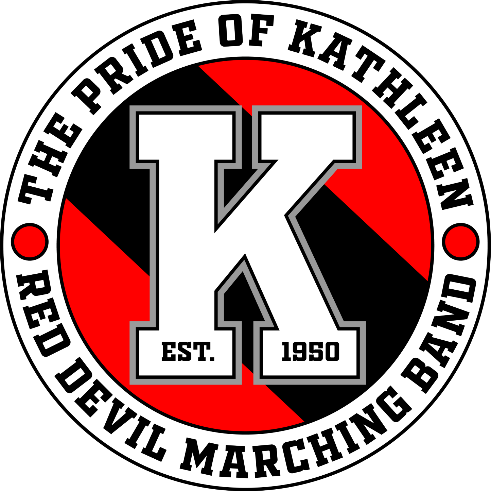 THE PRIDE OF KATHLEEN
K
EST. 1950
RED DEVIL MARCHING BAND